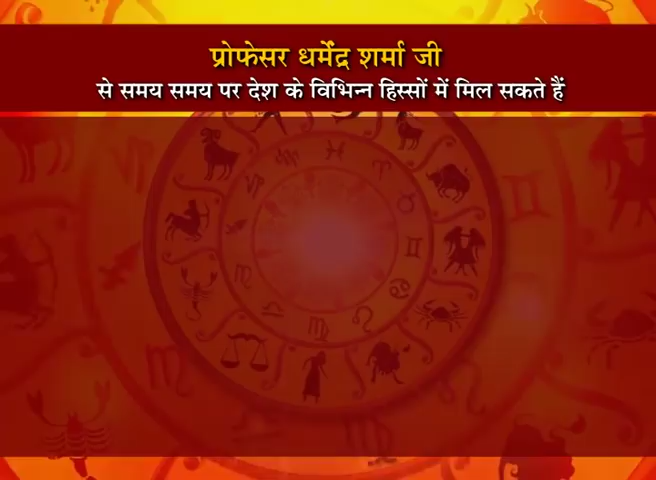 प्रोफेसर धर्मेंद्र शर्मा जी
से समय समय पर देश के विभिन्न हिस्सों में मिल सकते हैं